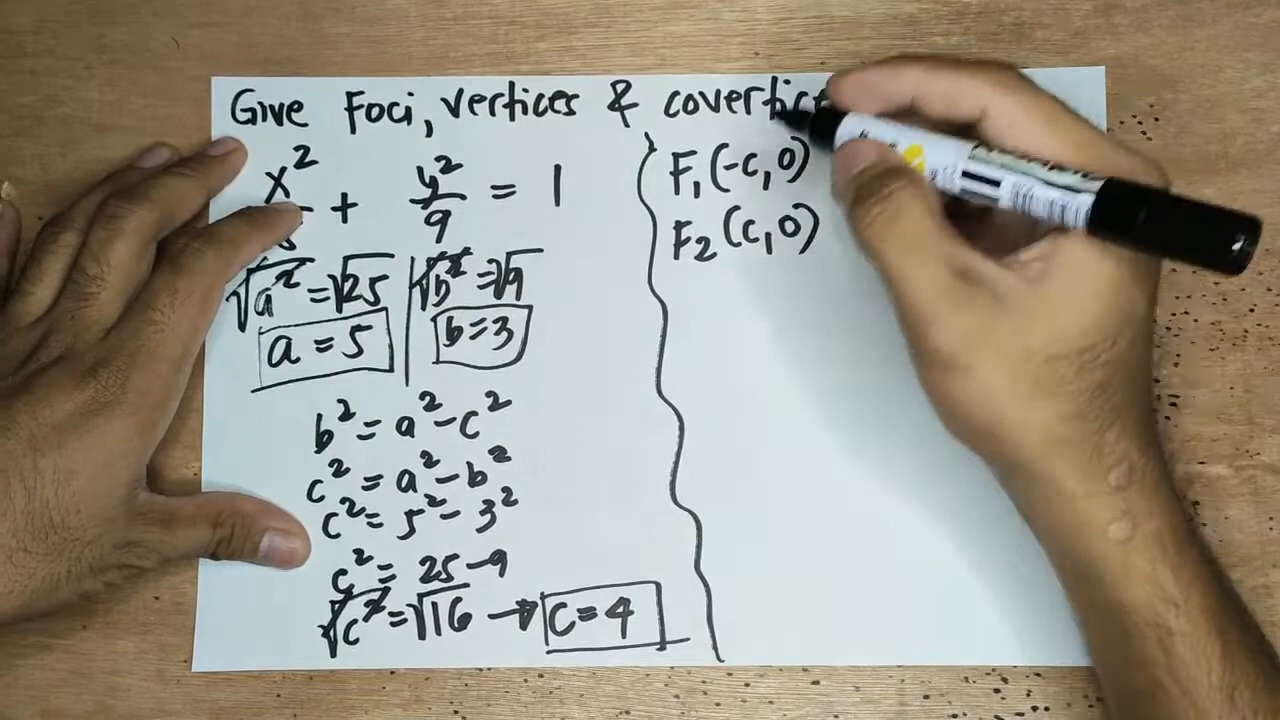 Give Foci, vertices & covertic
x²/ + y²/9 = 1
√a² = √25 | √b² = √9
a = 5 | b = 3
b² = a² - c²
c² = a² - b²
c² = 5² - 3²
c² = 25 - 9
√c² = √16 → c = 4
F₁(-c, 0)
F₂(c, 0)